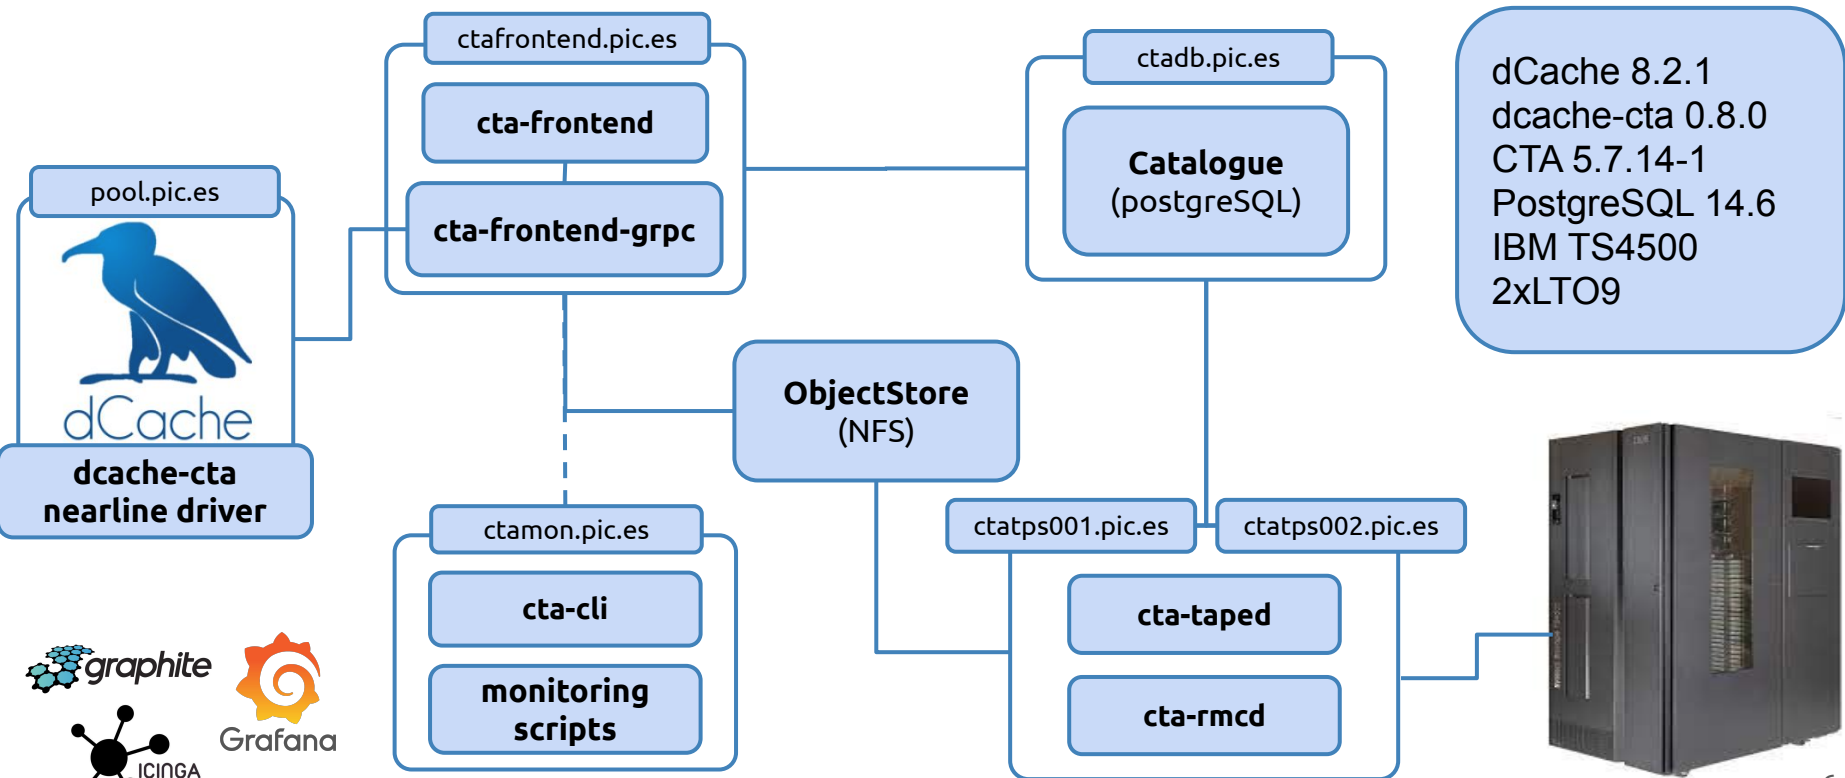 ctafrontend.pic.es
cta-frontend
cta-frontend-grpc
ctadb.pic.es
Catalogue
(postgreSQL)
dCache 8.2.1
dcache-cta 0.8.0
CTA 5.7.14-1
PostgreSQL 14.6
IBM TS4500
2xLTO9
pool.pic.es
dCache
dcache-cta
nearline driver
ObjectStore
(NFS)
ctamon.pic.es
cta-cli
monitoring
scripts
ctatps001.pic.es
ctatps002.pic.es
cta-taped
cta-rmcd
graphite
Grafana
ICINGA